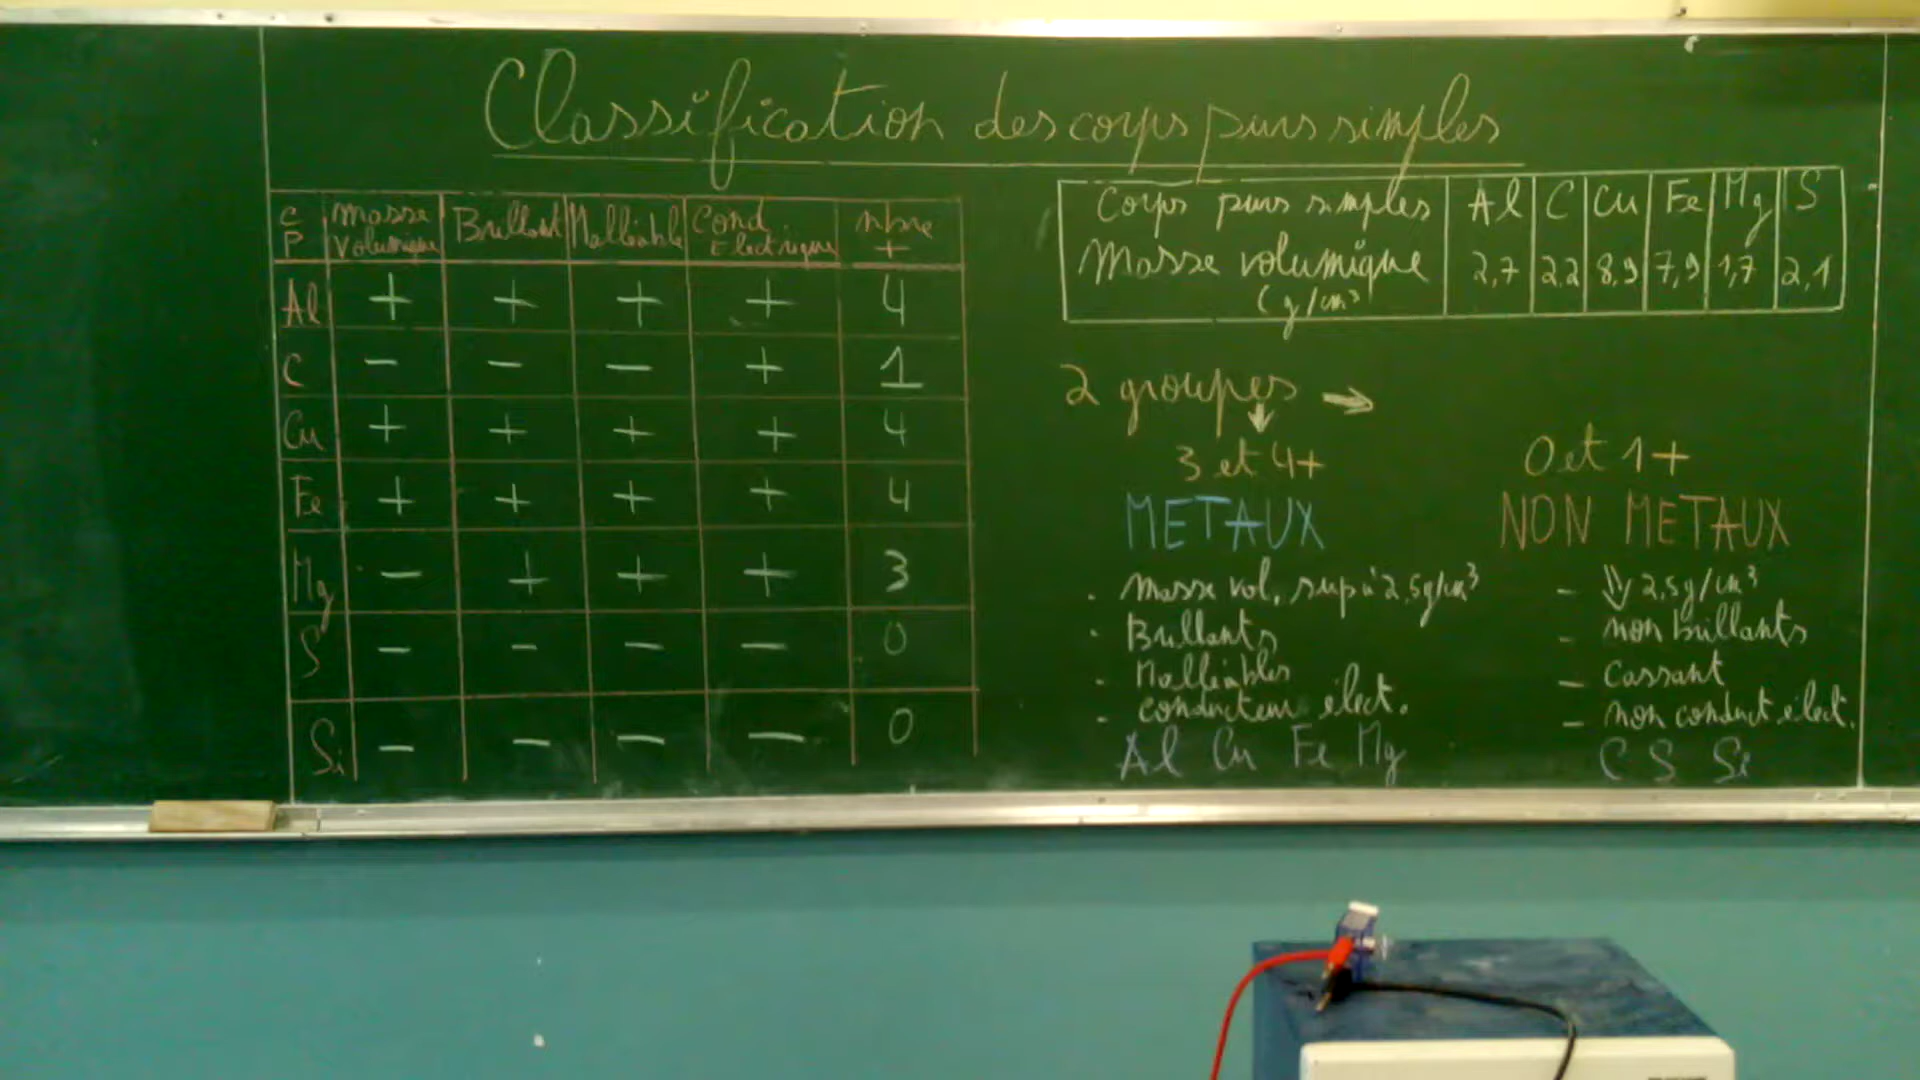 Classification des corps purs simples
CP masse volumique Brillant Malléable Cond Electrique nbre +
Al + + + + 4
C - - - + 1
Cu + + + + 4
Fe + + + + 4
Mg - + + + 3
S - - - - 0
Si - - - - 0
Corps purs simples Al C Cu Fe Mg S
Masse volumique (g/cm³) 2,7 2,2 8,9 7,9 1,7 2,1
2 groupes →
↓
3 et 4+
METAUX
. masse vol. sup à 2,5g/cm³
. Brillants
. Malléables
. conducteur élect.
Al Cu Fe Mg
0 et 1+
NON METAUX
- 2,5g/cm³
- non brillants
- Cassant
- non conduct élect.
C S Si